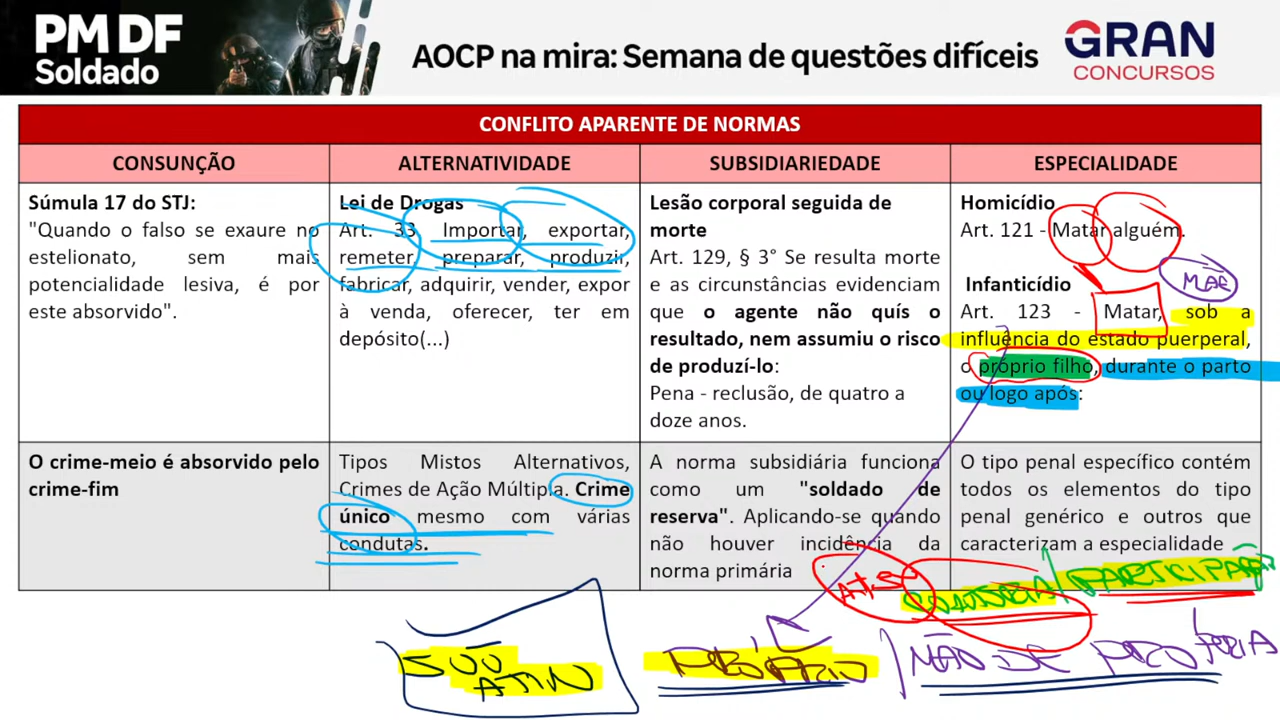 PM DF
Soldado
AOCP na mira: Semana de questões difíceis
GRAN
CONCURSOS
CONFLITO APARENTE DE NORMAS
CONSUNÇÃO
ALTERNATIVIDADE
SUBSIDIARIEDADE
ESPECIALIDADE
Súmula 17 do STJ:
"Quando o falso se exaure no
estelionato, sem mais
potencialidade lesiva, é por
este absorvido".
Lei de Drogas
Art. 33 Importar, exportar,
remeter, preparar, produzir,
fabricar, adquirir, vender, expor
à venda, oferecer, ter em
depósito(...)
Lesão corporal seguida de
morte
Art. 129, § 3° Se resulta morte
e as circunstâncias evidenciam
que o agente não quís o
resultado, nem assumiu o risco
de produzí-lo:
Pena - reclusão, de quatro a
doze anos.
Homicídio
Art. 121 - Matar alguém.
MÃE
Infanticídio
Art. 123 - Matar, sob a
influência do estado puerperal,
o próprio filho, durante o parto
ou logo após:
O crime-meio é absorvido pelo
crime-fim
Tipos Mistos Alternativos,
Crimes de Ação Múltipla. Crime
único mesmo com várias
condutas.
A norma subsidiária funciona
como um "soldado de
reserva". Aplicando-se quando
não houver incidência da
norma primária
O tipo penal específico contém
todos os elementos do tipo
penal genérico e outros que
caracterizam a especialidade
COAUTORIA/PARTICIPAÇÃO
PRÓPRIO / MÃO DE PRÓPRIA